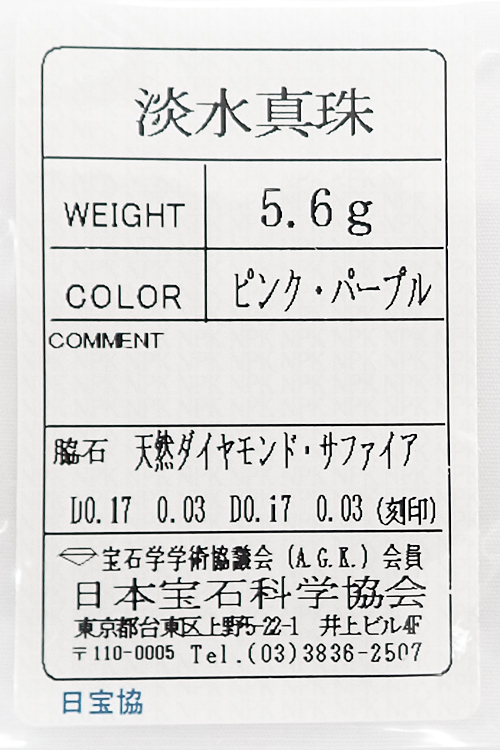 淡水真珠
WEIGHT 5.6g
COLOR ピンク・パープル
COMMENT
脇石 天然ダイヤモンド・サファイア
D0.17 0.03 D0.17 0.03 (刻印)
宝石学学術協議会 (A.G.K.) 会員
日本宝石科学協会
東京都台東区上野5-22-1 井上ビル4F
〒110-0005 Tel.(03)3836-2507
日宝協